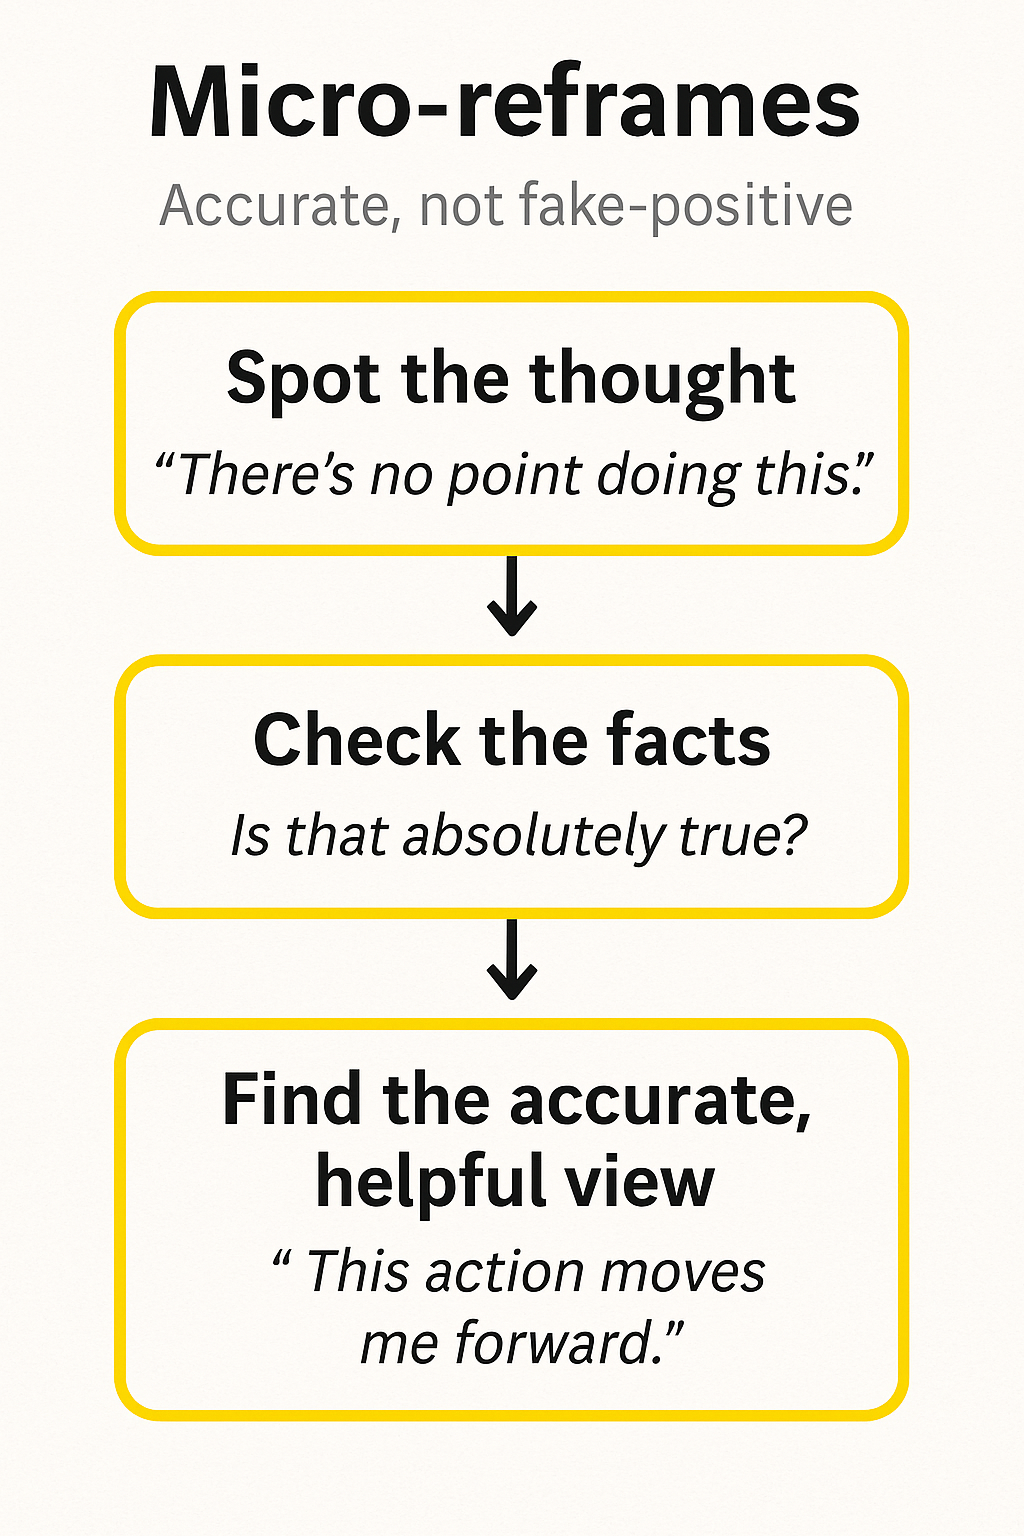 Micro-reframes
Accurate, not fake-positive
Spot the thought
“There’s no point doing this.”
Check the facts
Is that absolutely true?
Find the accurate,
helpful view
“ This action moves
me forward.”